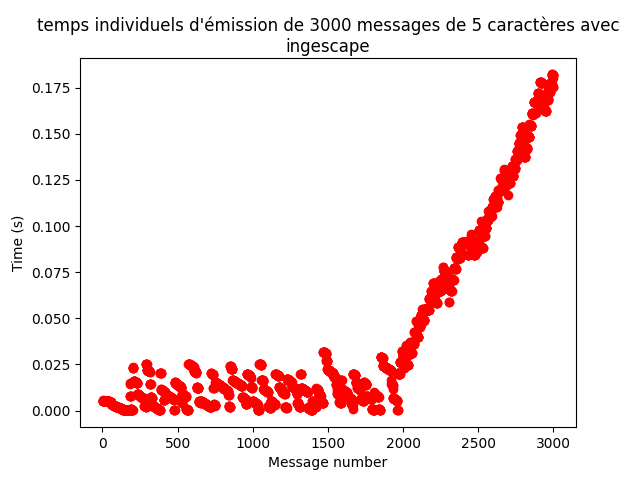 temps individuels d'émission de 3000 messages de 5 caractères avec
ingescape
0.175
0.150
0.125
0.100
0.075
0.050
0.025
0.000
Time (s)
0 500 1000 1500 2000 2500 3000
Message number